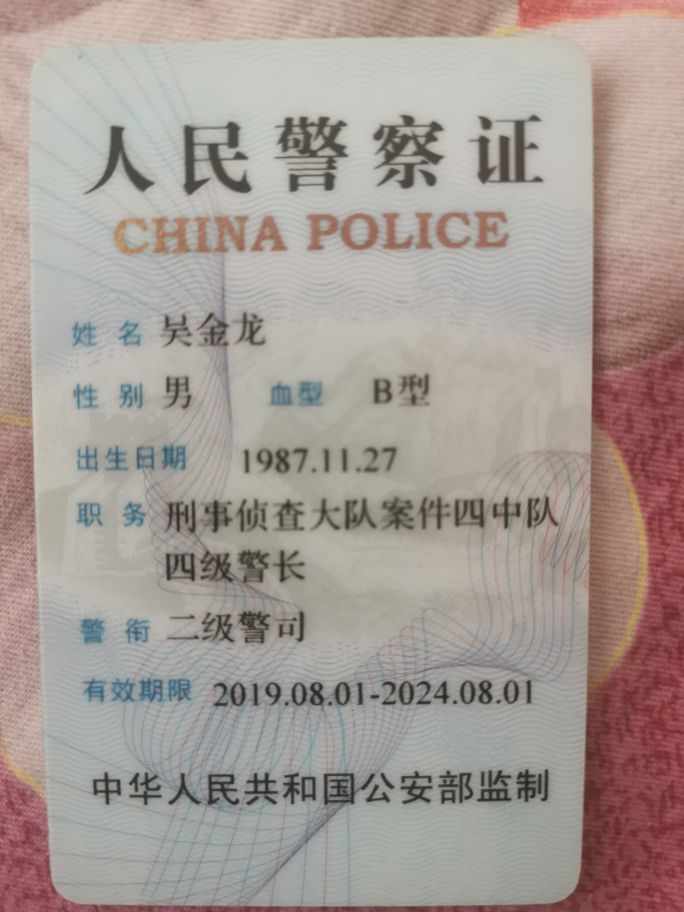 人民警察证
CHINA POLICE
姓 名 吴金龙
性 别 男 血型 B型
出生日期 1987.11.27
职 务 刑事侦查大队案件四中队
四级警长
警 衔 二级警司
有效期限 2019.08.01-2024.08.01
中华人民共和国公安部监制